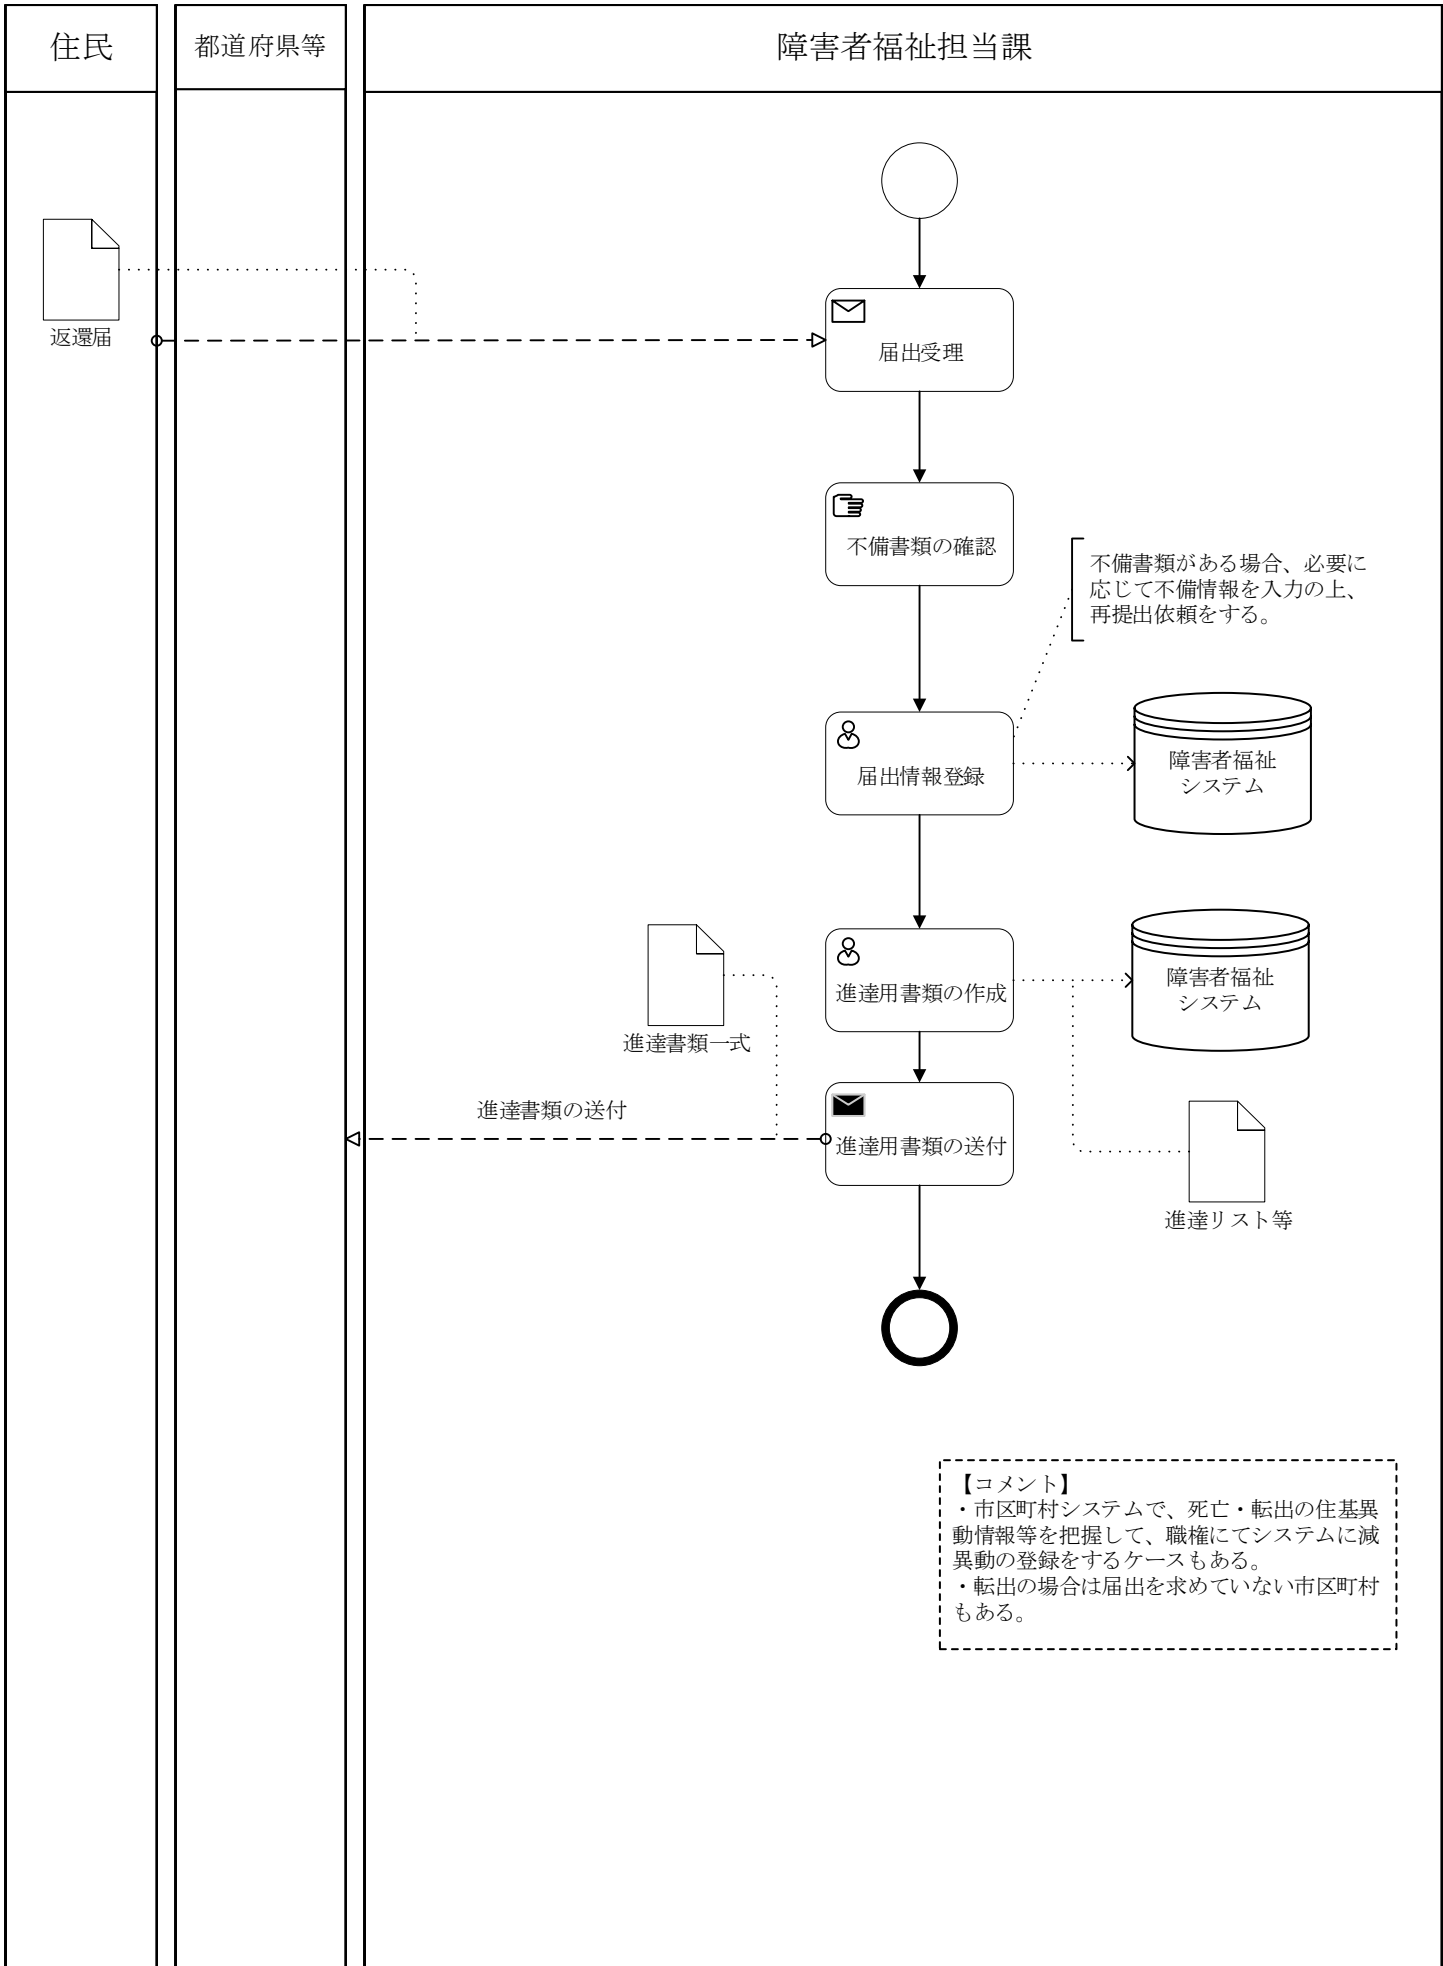 住民
都道府県等
障害者福祉担当課
返還届
届出受理
不備書類の確認
不備書類がある場合、必要に
応じて不備情報を入力の上、
再提出依頼をする。
届出情報登録
障害者福祉
システム
進達書類一式
進達用書類の作成
障害者福祉
システム
進達書類の送付
進達用書類の送付
進達リスト等
【コメント】
・市区町村システムで、死亡・転出の住基異
動情報等を把握して、職権にてシステムに減
異動の登録をするケースもある。
・転出の場合は届出を求めていない市区町村
もある。